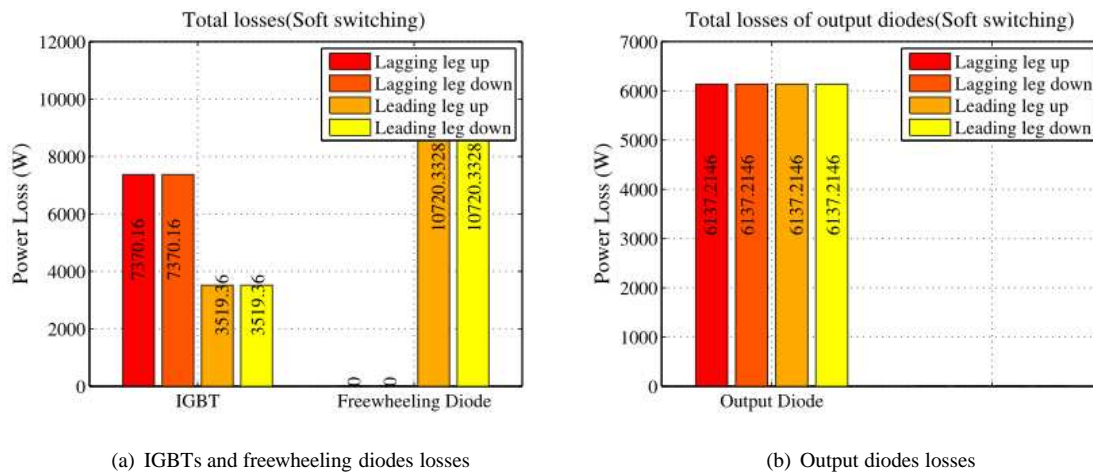 Total losses(Soft switching)
12000
10000
8000
6000
4000
2000
0
Power Loss (W)
Lagging leg up
Lagging leg down
Leading leg up
Leading leg down
7370.16
7370.16
3519.36
3519.36
0
0
10720.3328
10720.3328
IGBT
Freewheeling Diode
(a) IGBTs and freewheeling diodes losses
Total losses of output diodes(Soft switching)
7000
6000
5000
4000
3000
2000
1000
0
Power Loss (W)
Lagging leg up
Lagging leg down
Leading leg up
Leading leg down
6137.2146
6137.2146
6137.2146
6137.2146
Output Diode
(b) Output diodes losses